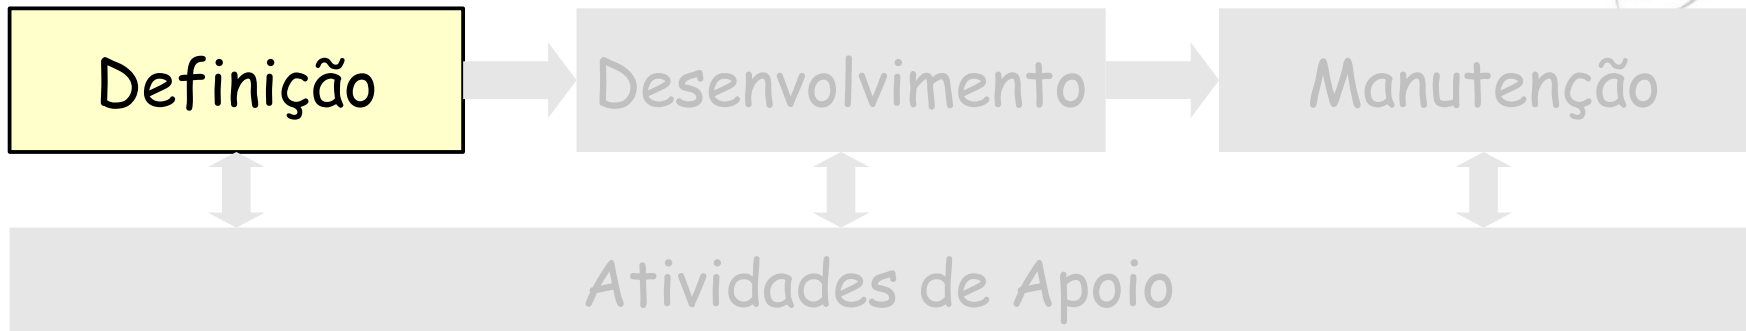 Definição
Desenvolvimento
Manutenção
Atividades de Apoio